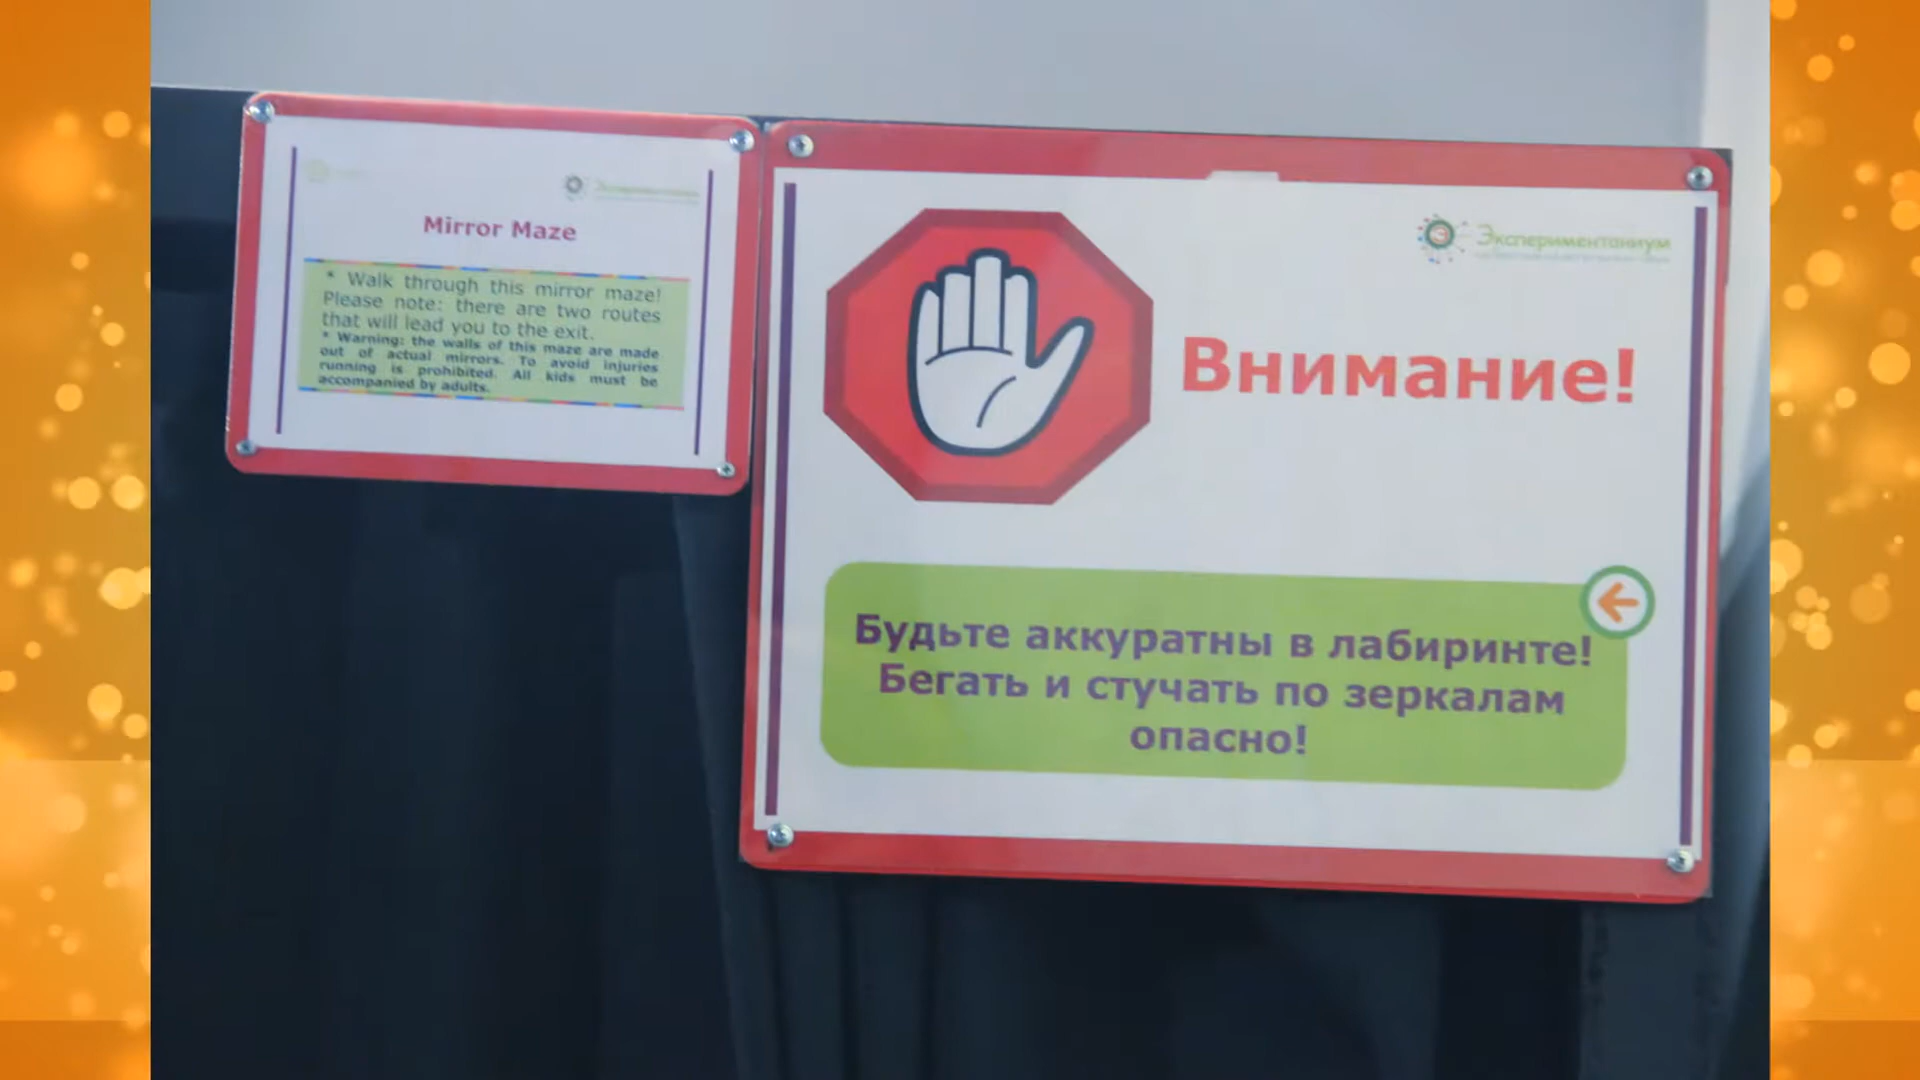 Экспериментониум
Mirror Maze
* Walk through this mirror maze!
Please note: there are two routes
that will lead you to the exit.
* Warning: the walls of this maze are made
out of actual mirrors. To avoid injuries
running is prohibited. All kids must be
accompanied by adults.
Экспериментониум
Внимание!
Будьте аккуратны в лабиринте!
Бегать и стучать по зеркалам
опасно!